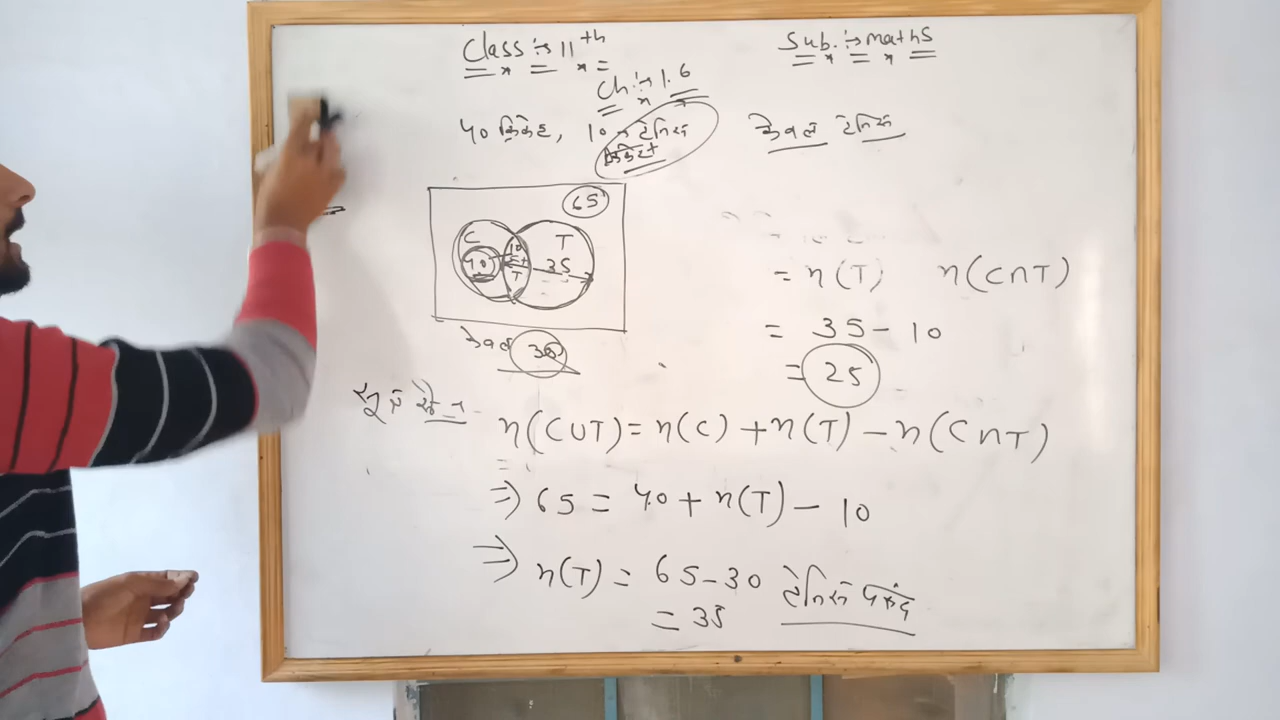 Class :- 11th
Sub. :- maths
Ch :- 1.6
40 क्रिकेट, 10 → टेनिस
क्रिकेट
केवल टेनिस
65
C
T
40
10
C+
T
35
केवल 30
= n(T) n(C∩T)
= 35 - 10
= 25
सूत्र से -
n(C∪T) = n(C) + n(T) - n(C∩T)
⇒ 65 = 40 + n(T) - 10
⇒ n(T) = 65 - 30
= 35
टेनिस पसंद